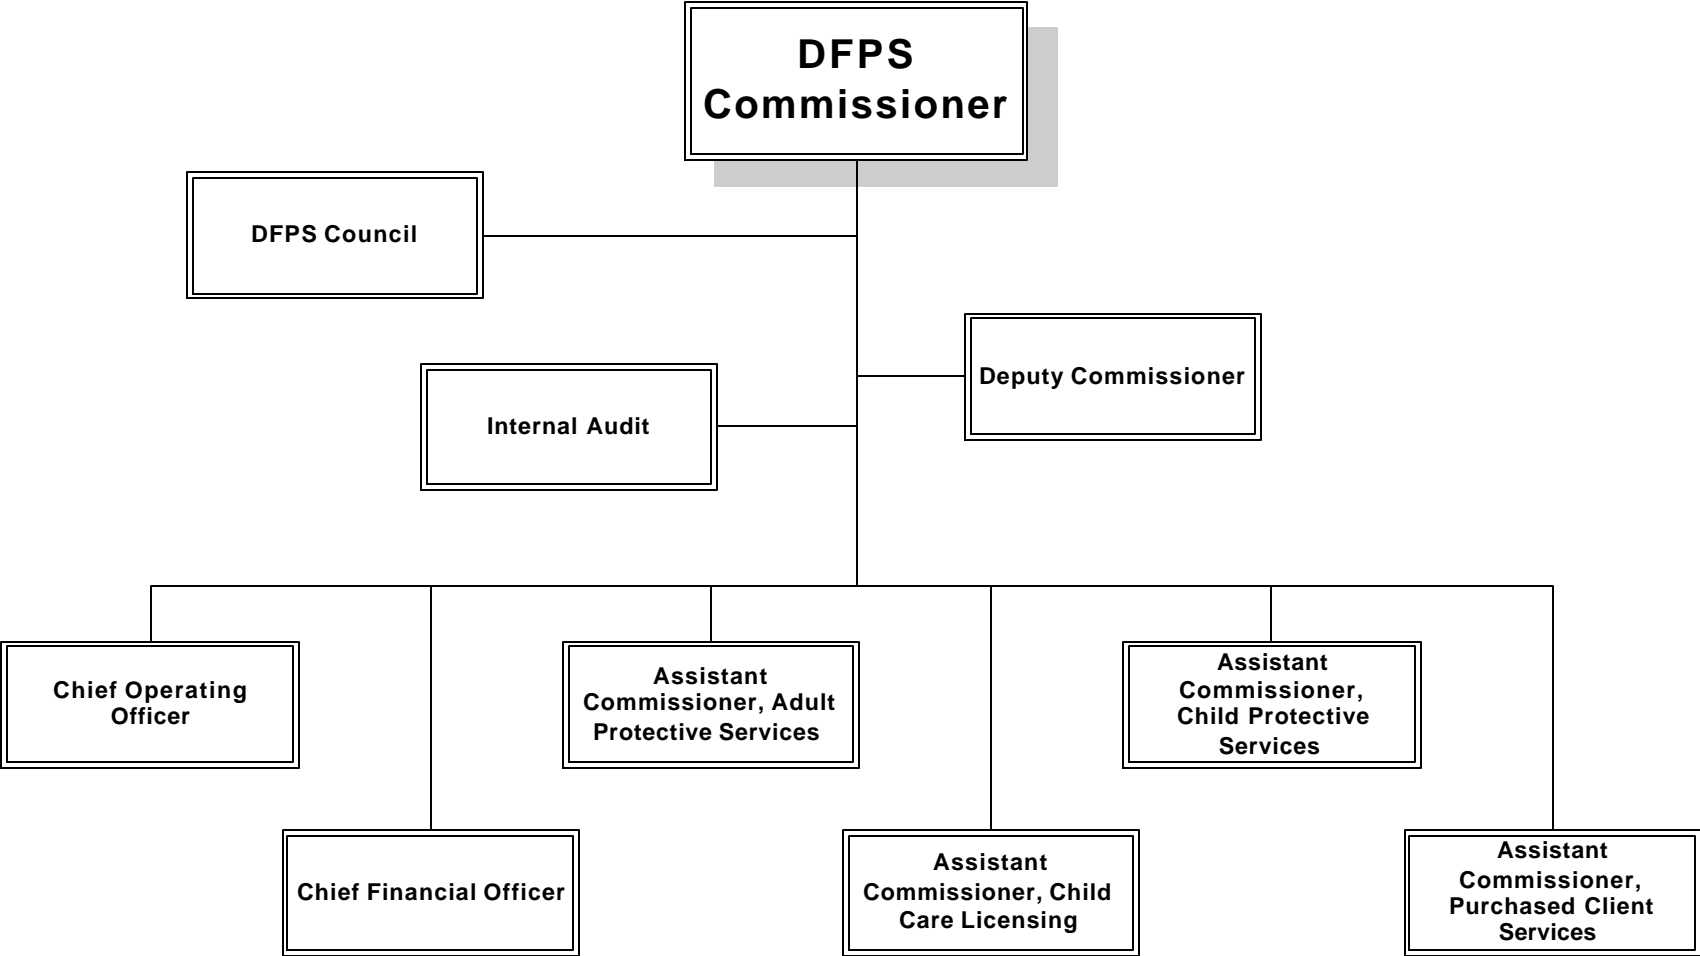 DFPS
Commissioner
DFPS Council
Deputy Commissioner
Internal Audit
Chief Operating
Officer
Assistant
Commissioner, Adult
Protective Services
Assistant
Commissioner,
Child Protective
Services
Chief Financial Officer
Assistant
Commissioner, Child
Care Licensing
Assistant
Commissioner,
Purchased Client
Services